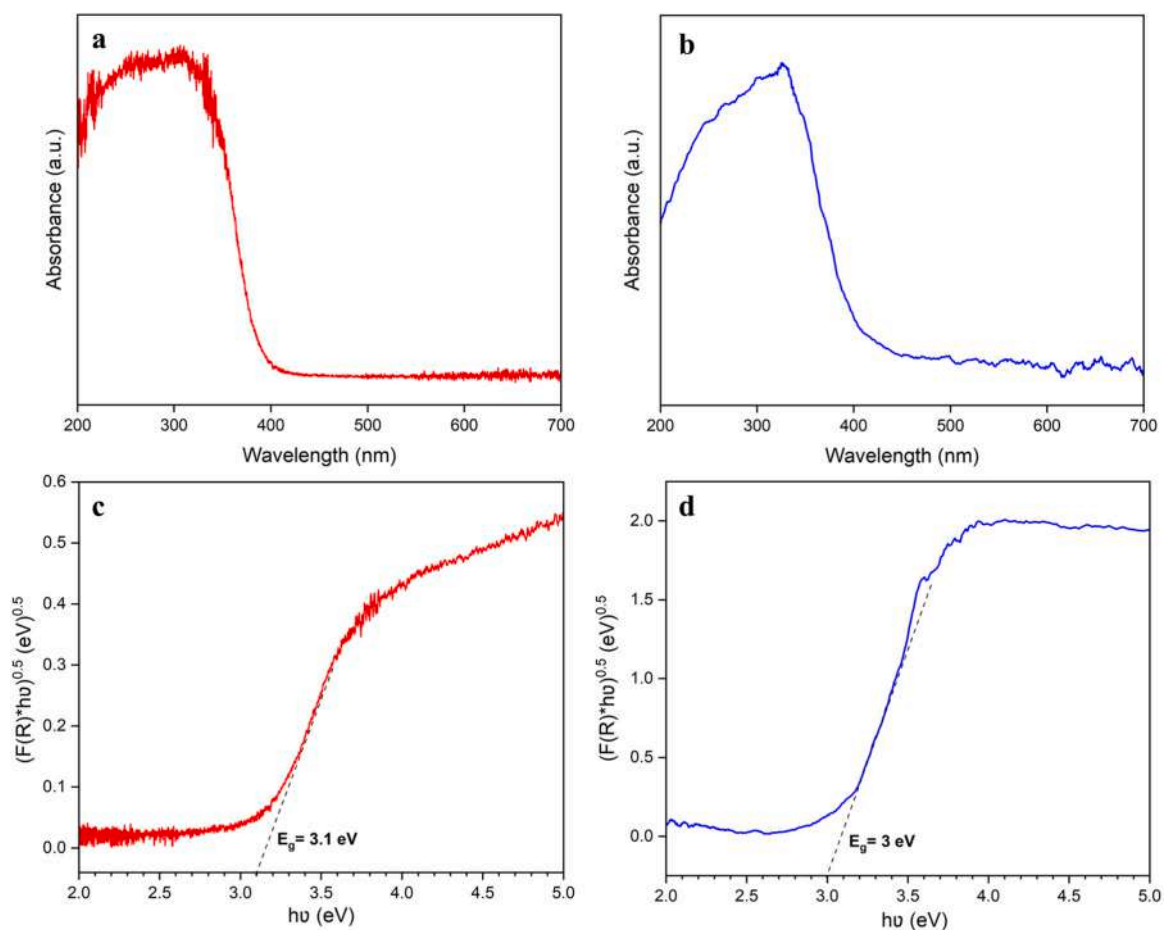 a
Absorbance (a.u.)
200 300 400 500 600 700
Wavelength (nm)
b
Absorbance (a.u.)
200 300 400 500 600 700
Wavelength (nm)
c
(F(R)*hυ)^0.5 (eV)^0.5
0.6
0.5
0.4
0.3
0.2
0.1
0.0
E_g= 3.1 eV
2.0 2.5 3.0 3.5 4.0 4.5 5.0
hυ (eV)
d
(F(R)*hυ)^0.5 (eV)^0.5
2.0
1.5
1.0
0.5
0.0
E_g= 3 eV
2.0 2.5 3.0 3.5 4.0 4.5 5.0
hυ (eV)